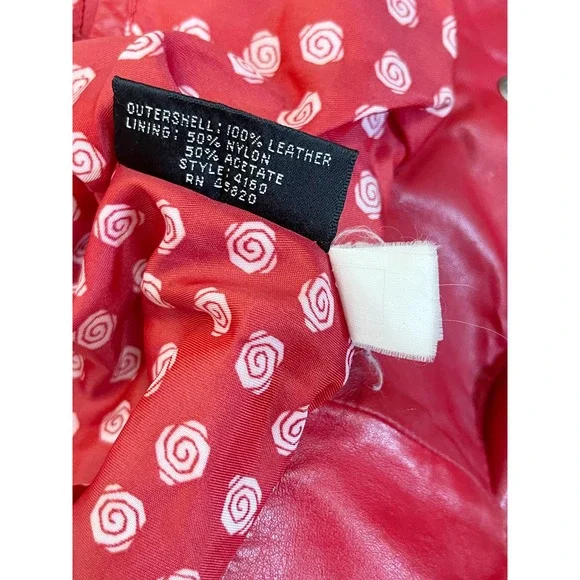 OUTERSHELL: 100% LEATHER
LINING: 50% NYLON
50% ACETATE
STYLE: 4160
RN 45820